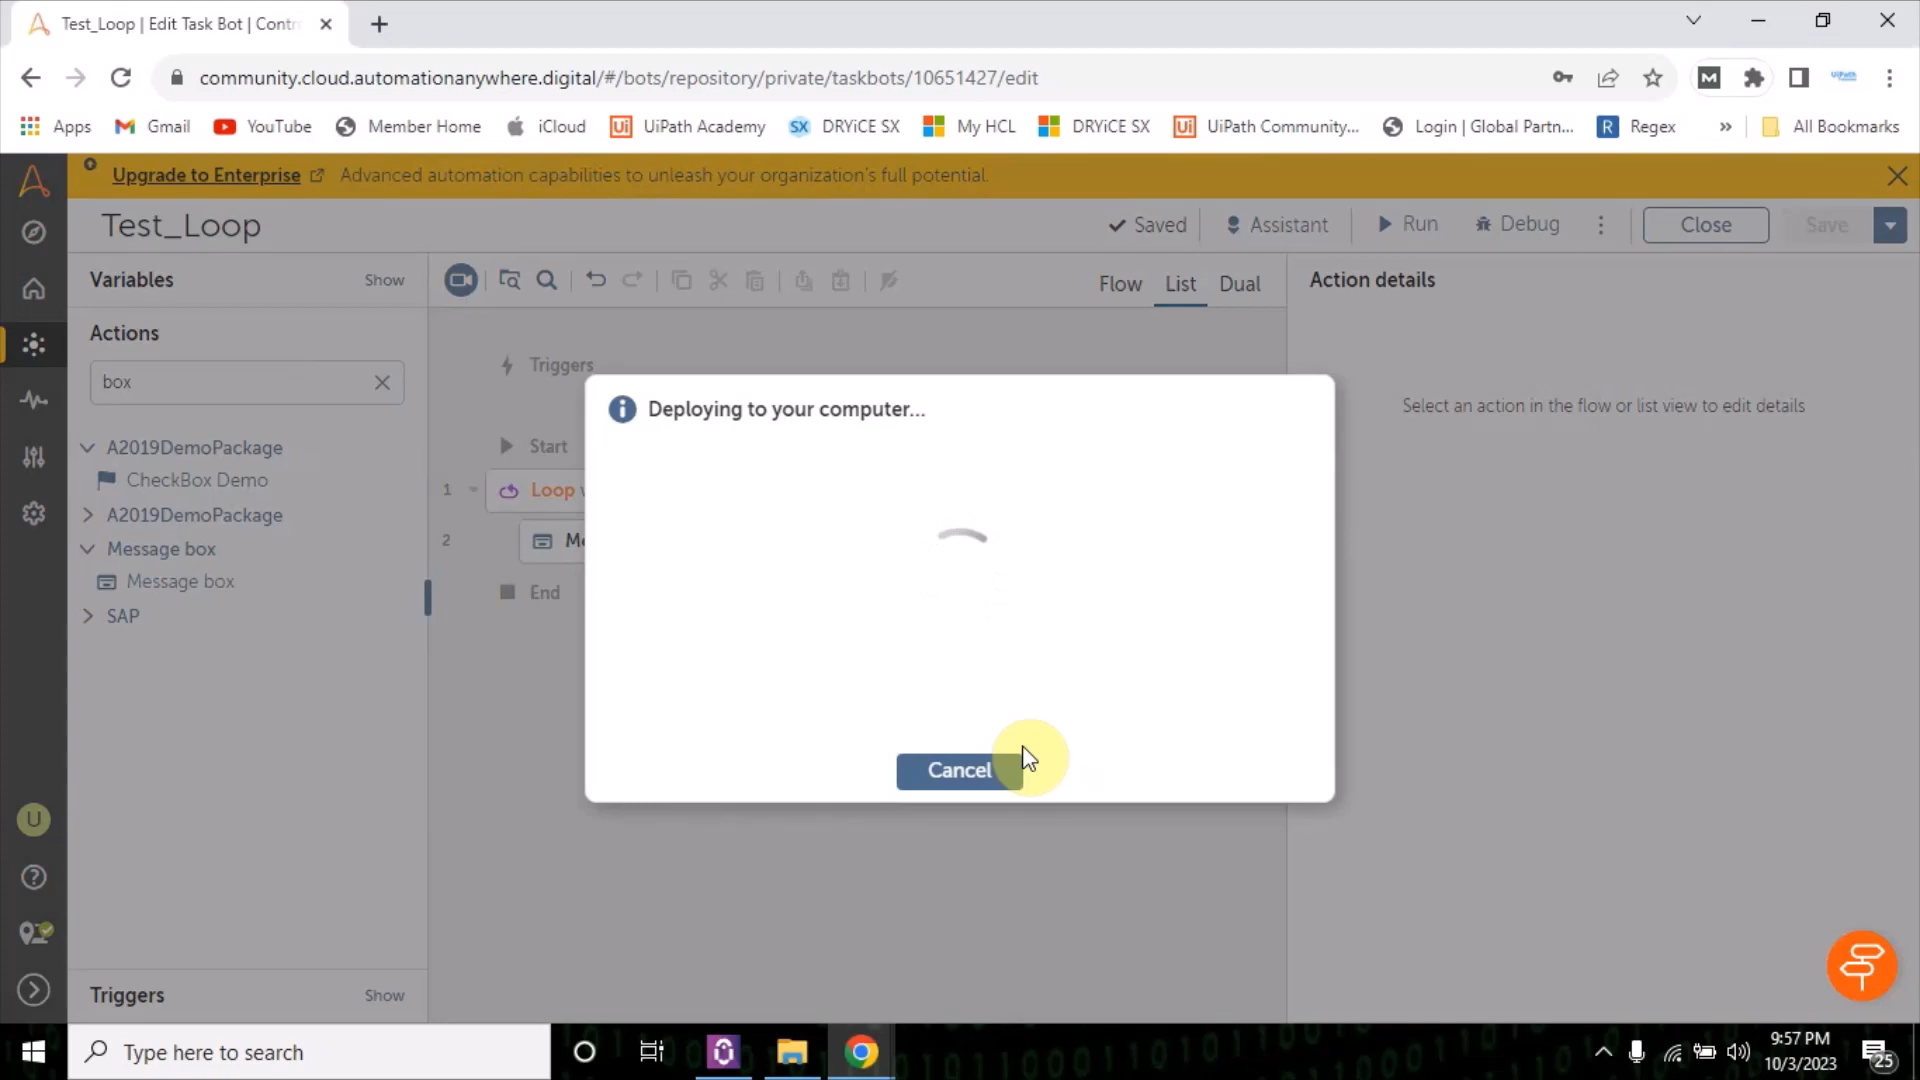 Test_Loop | Edit Task Bot | Contr
community.cloud.automationanywhere.digital/#/bots/repository/private/taskbots/10651427/edit
M
UiPath
Apps
Gmail
YouTube
Member Home
iCloud
Ui UiPath Academy
SX DRYiCE SX
My HCL
DRYiCE SX
Ui UiPath Community...
Login | Global Partn...
R Regex
»
All Bookmarks
Upgrade to Enterprise Advanced automation capabilities to unleash your organization's full potential.
Test_Loop
Saved
Assistant
Run
Debug
Close
Save
Variables
Show
Flow
List
Dual
Action details
Actions
box
Triggers
Select an action in the flow or list view to edit details
Deploying to your computer...
Start
A2019DemoPackage
CheckBox Demo
1
Loop
A2019DemoPackage
2
Message box
Message box
End
SAP
Cancel
U
Triggers
Show
Type here to search
9:57 PM
10/3/2023
25